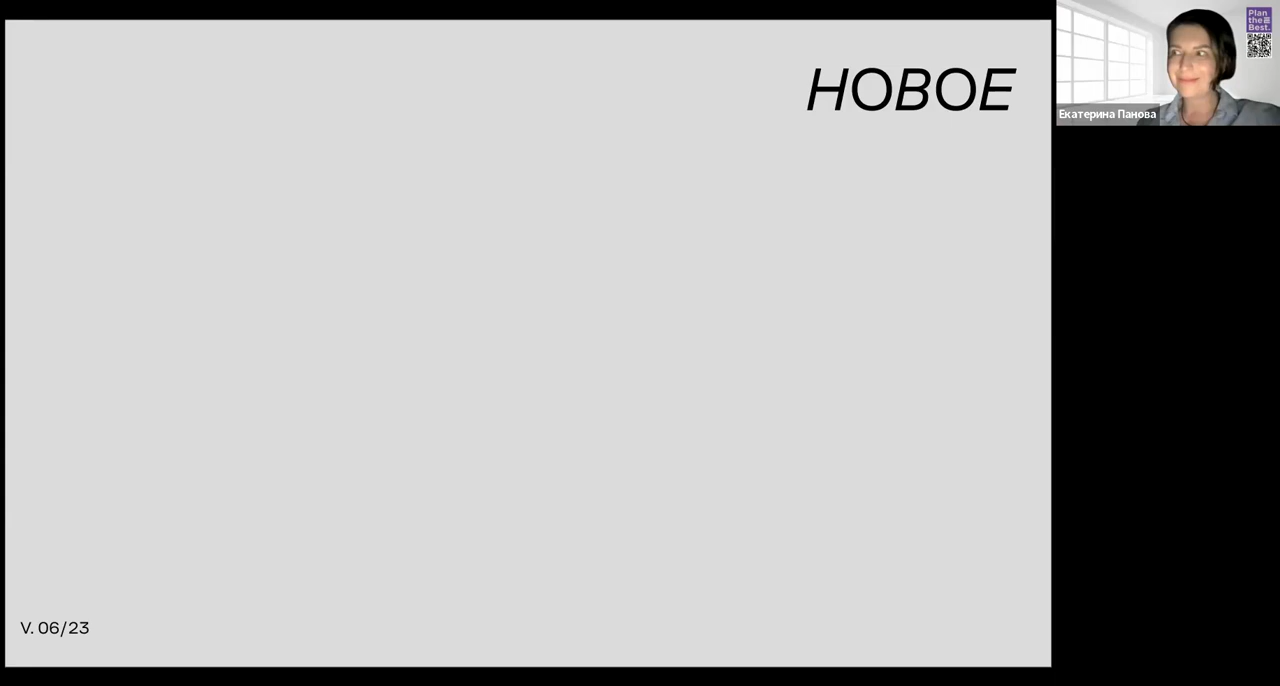 НОВОЕ
V. 06/23
Plan
the
Best.
Екатерина Панова